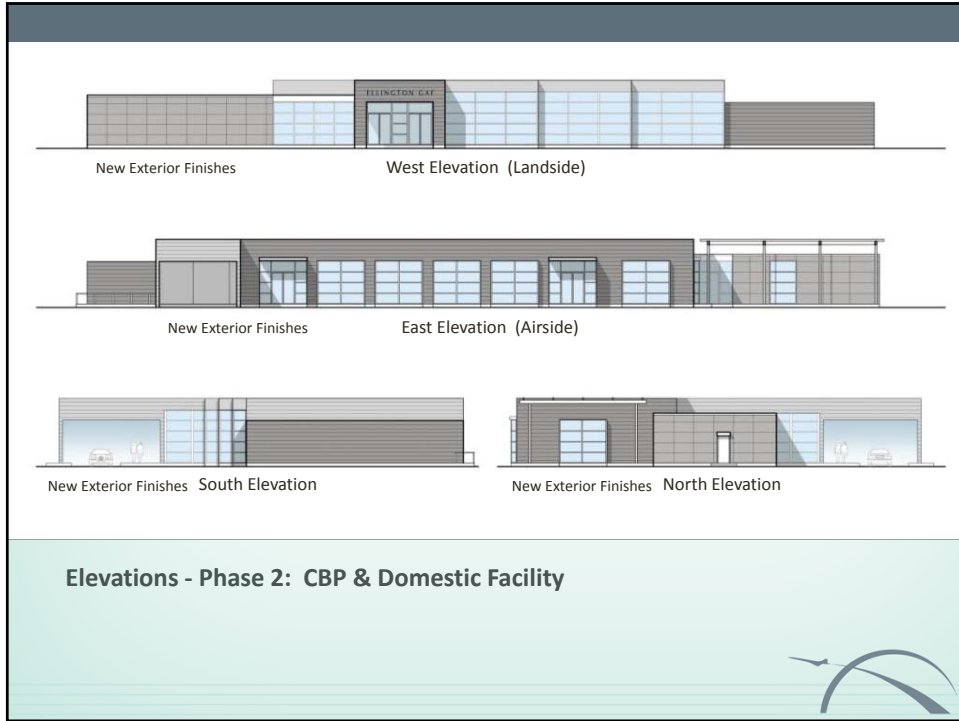 ELLINGTON GAF
New Exterior Finishes West Elevation (Landside)
New Exterior Finishes East Elevation (Airside)
New Exterior Finishes South Elevation
New Exterior Finishes North Elevation
Elevations - Phase 2: CBP & Domestic Facility